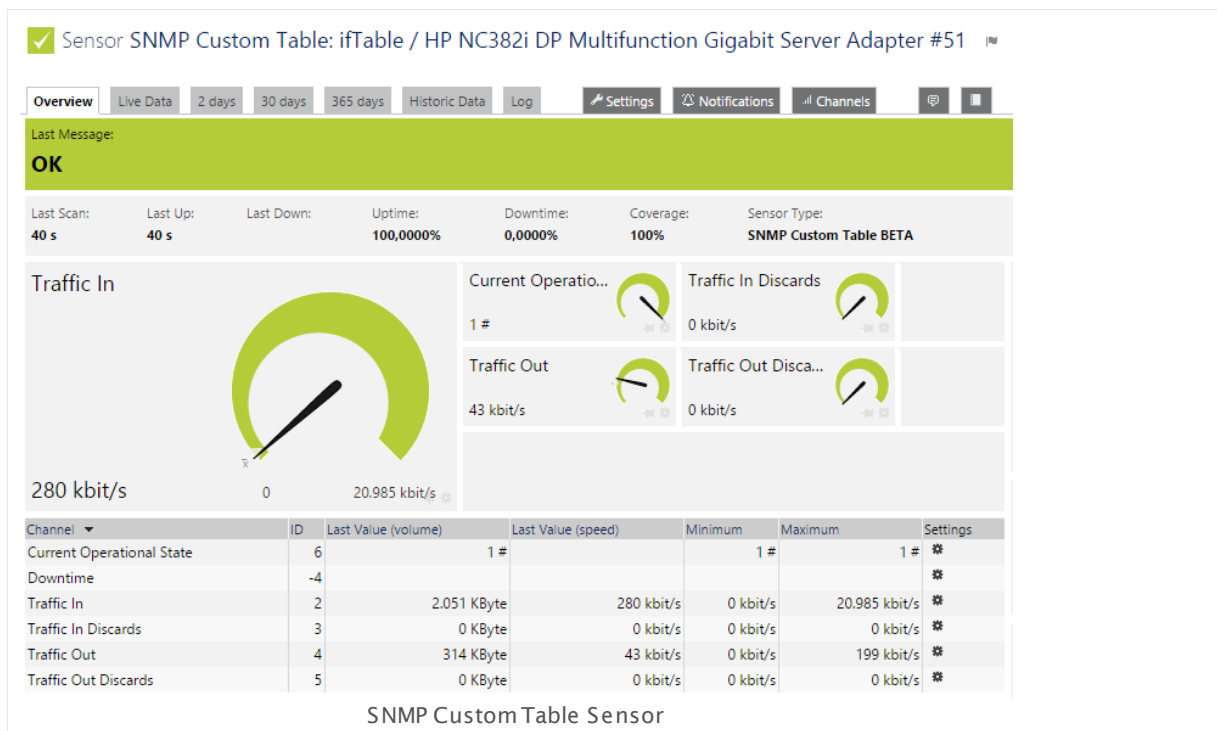 Sensor SNMP Custom Table: ifTable / HP NC382i DP Multifunction Gigabit Server Adapter #51
Overview Live Data 2 days 30 days 365 days Historic Data Log Settings Notifications Channels
Last Message:
OK
Last Scan: Last Up: Last Down: Uptime: Downtime: Coverage: Sensor Type:
40 s 40 s 100,0000% 0,0000% 100% SNMP Custom Table BETA
Traffic In
280 kbit/s
x
0 20.985 kbit/s
Current Operatio...
1 #
Traffic In Discards
0 kbit/s
Traffic Out
43 kbit/s
Traffic Out Disca...
0 kbit/s
Channel ID Last Value (volume) Last Value (speed) Minimum Maximum Settings
Current Operational State 6 1 # 1 # 1 #
Downtime -4
Traffic In 2 2.051 KByte 280 kbit/s 0 kbit/s 20.985 kbit/s
Traffic In Discards 3 0 KByte 0 kbit/s 0 kbit/s 0 kbit/s
Traffic Out 4 314 KByte 43 kbit/s 0 kbit/s 199 kbit/s
Traffic Out Discards 5 0 KByte 0 kbit/s 0 kbit/s 0 kbit/s
SNMP Custom Table Sensor